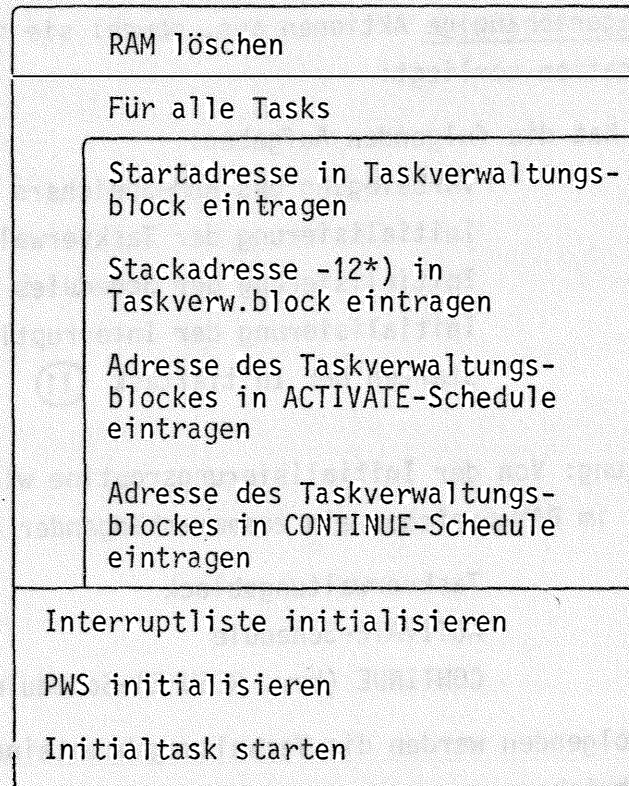 RAM löschen
Für alle Tasks
Startadresse in Taskverwaltungs-
block eintragen
Stackadresse -12*) in
Taskverw.block eintragen
Adresse des Taskverwaltungs-
blockes in ACTIVATE-Schedule
eintragen
Adresse des Taskverwaltungs-
blockes in CONTINUE-Schedule
eintragen
Interruptliste initialisieren
PWS initialisieren
Initialtask starten